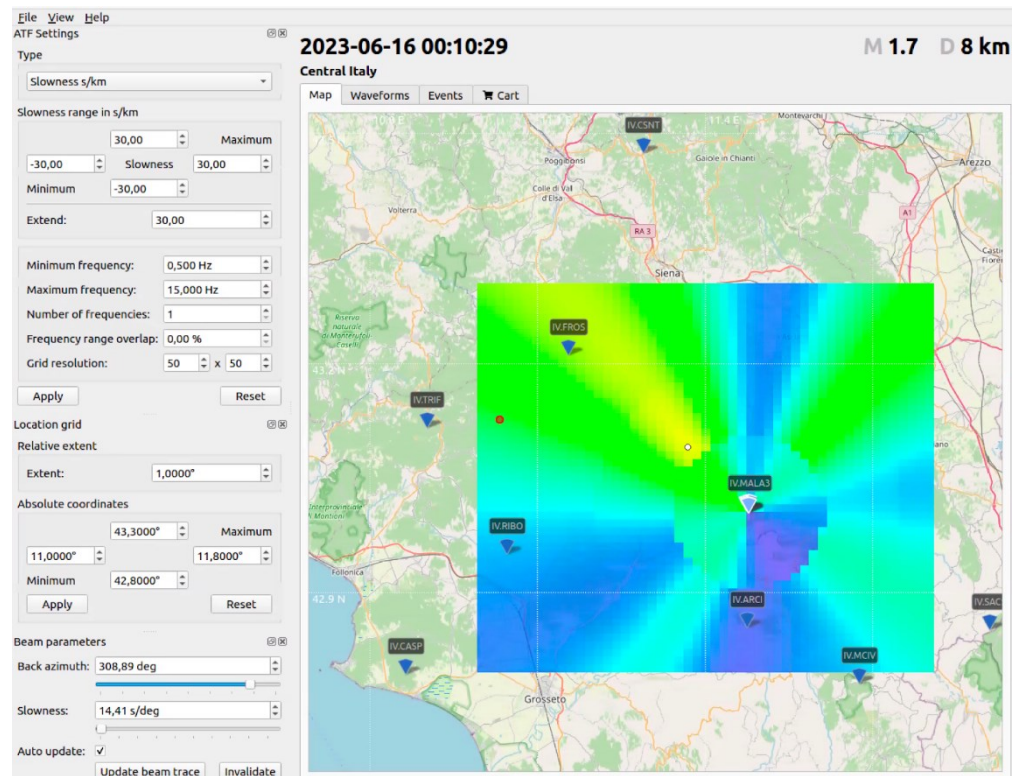 File View Help
ATF Settings
Type
Slowness s/km
Slowness range in s/km
30,00 Maximum
-30,00 Slowness 30,00
Minimum -30,00
Extend: 30,00
Minimum frequency: 0,500 Hz
Maximum frequency: 15,000 Hz
Number of frequencies: 1
Frequency range overlap: 0,00 %
Grid resolution: 50 x 50
Apply Reset
Location grid
Relative extent
Extent: 1,0000°
Absolute coordinates
43,3000° Maximum
11,0000° 11,8000°
Minimum 42,8000°
Apply Reset
Beam parameters
Back azimuth: 308,89 deg
Slowness: 14,41 s/deg
Auto update:
Update beam trace Invalidate
2023-06-16 00:10:29
M 1.7 D 8 km
Central Italy
Map Waveforms Events Cart
11.4 E
Montevarchi
IV.CSNT
Poggibonsi
Gaiole in Chianti
Arezzo
Colle di Val
d'Elsa
Volterra
A1
RA 3
Siena
Riserva
naturale
IV.FROS
43.2 N
IV.TRIF
IV.MALA3
IV.RIBO
Follonica
42.9 N
IV.ARCI
IV.SAC
IV.CASP
IV.MCIV
Grosseto